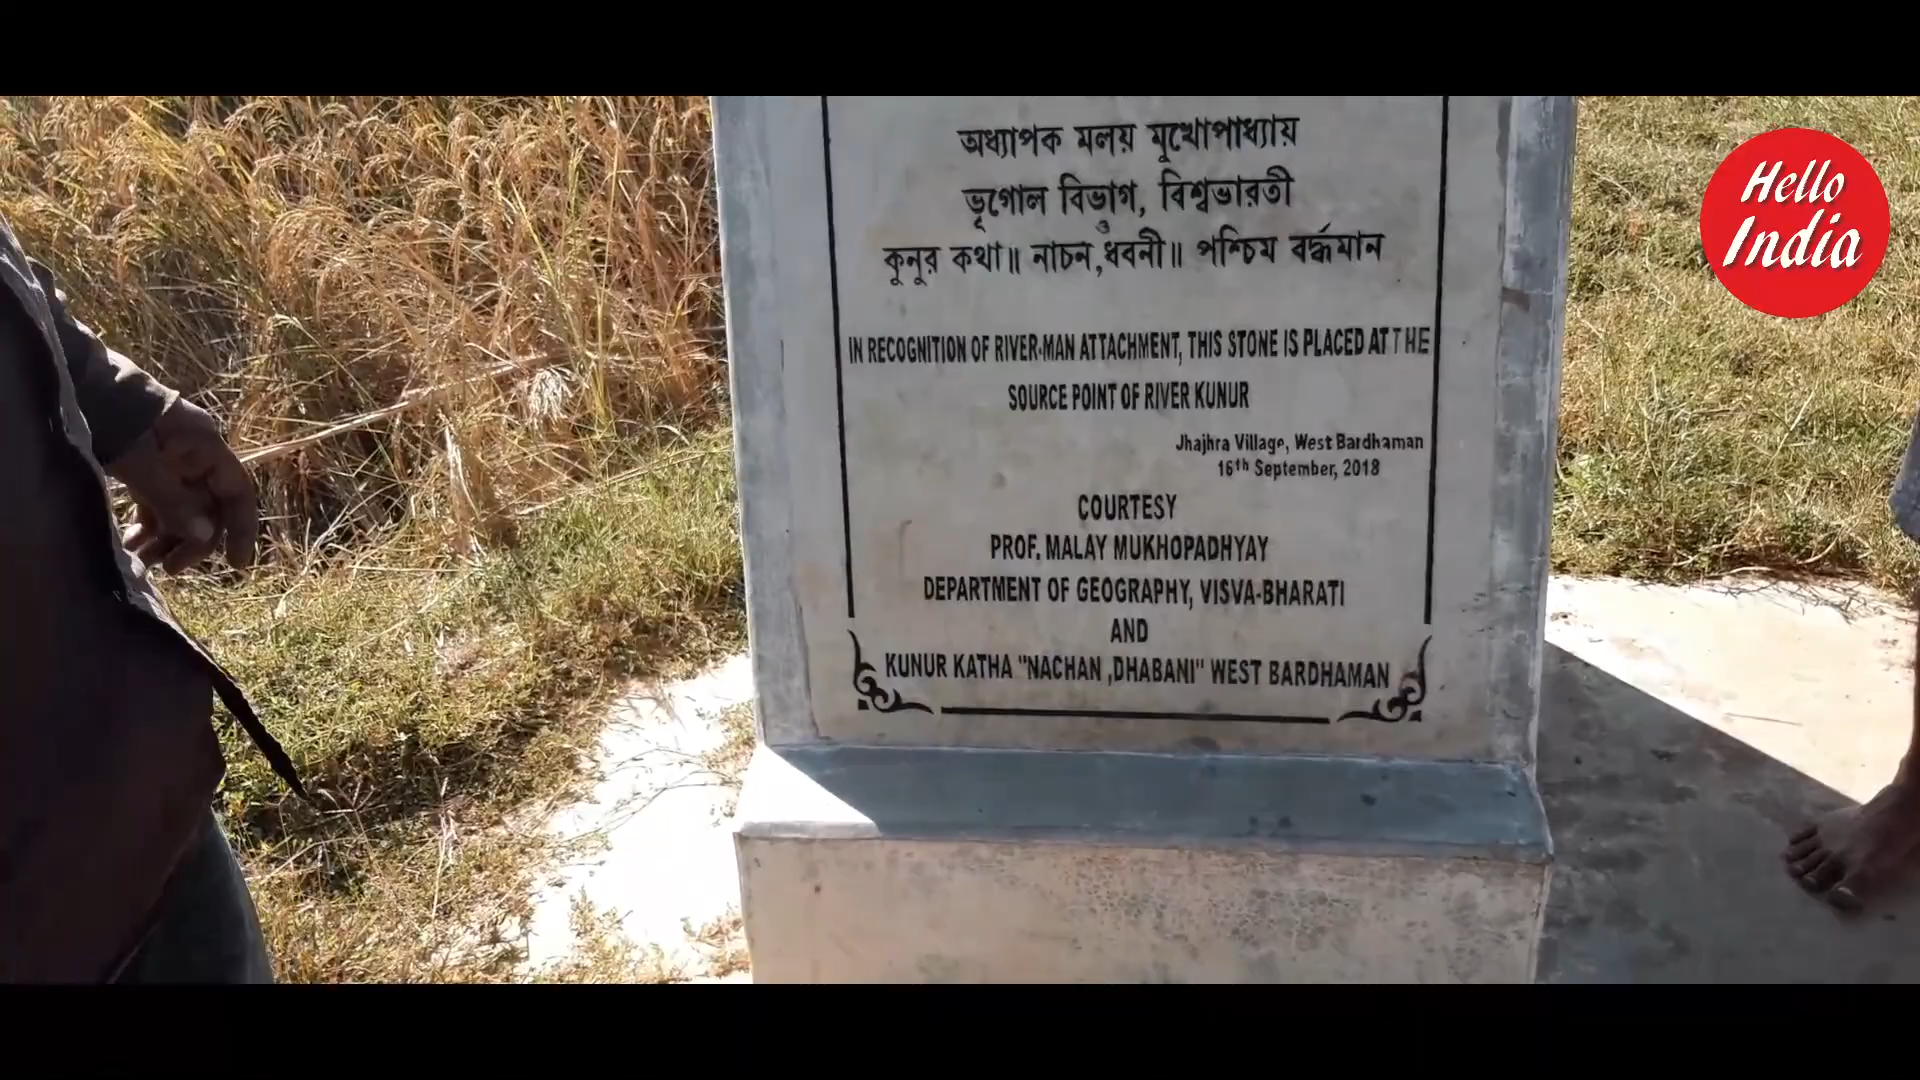 অধ্যাপক মলয় মুখোপাধ্যায়
ভূগোল বিভাগ, বিশ্বভারতী
ও
কুনুর কথা॥ নাচন,ধবনী॥ পশ্চিম বর্দ্ধমান
IN RECOGNITION OF RIVER-MAN ATTACHMENT, THIS STONE IS PLACED AT THE
SOURCE POINT OF RIVER KUNUR
Jhajhra Village, West Bardhaman
16th September, 2018
COURTESY
PROF. MALAY MUKHOPADHYAY
DEPARTMENT OF GEOGRAPHY, VISVA-BHARATI
AND
KUNUR KATHA "NACHAN ,DHABANI" WEST BARDHAMAN
Hello
India